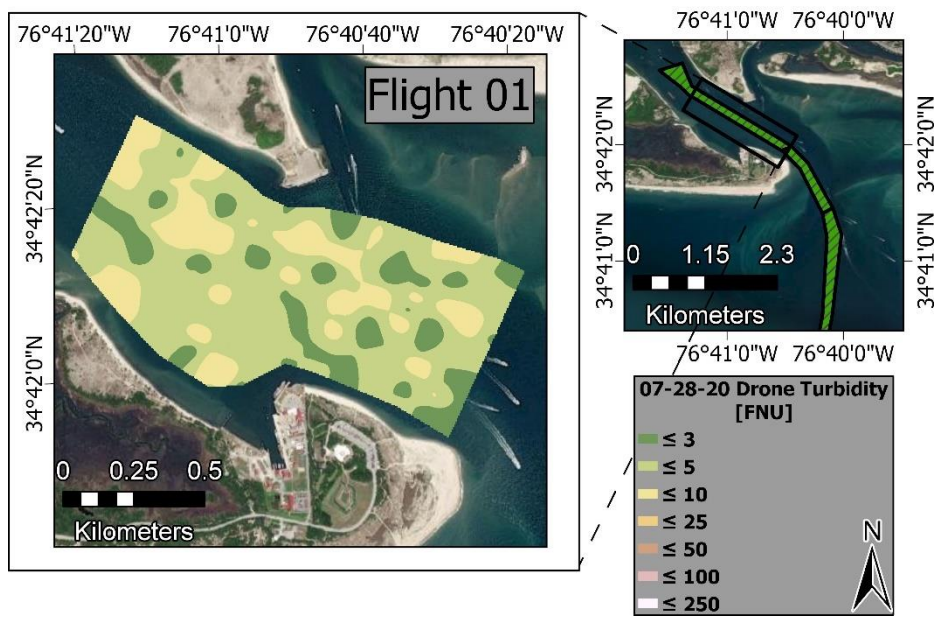 76°41'20"W 76°41'0"W 76°40'40"W 76°40'20"W
Flight 01
34°42'20"N
34°42'0"N
0 0.25 0.5
Kilometers
76°41'0"W 76°40'0"W
34°42'0"N
34°41'0"N
34°42'0"N
34°41'0"N
0 1.15 2.3
Kilometers
76°41'0"W 76°40'0"W
07-28-20 Drone Turbidity
[FNU]
≤ 3
≤ 5
≤ 10
≤ 25
≤ 50
≤ 100
≤ 250
N